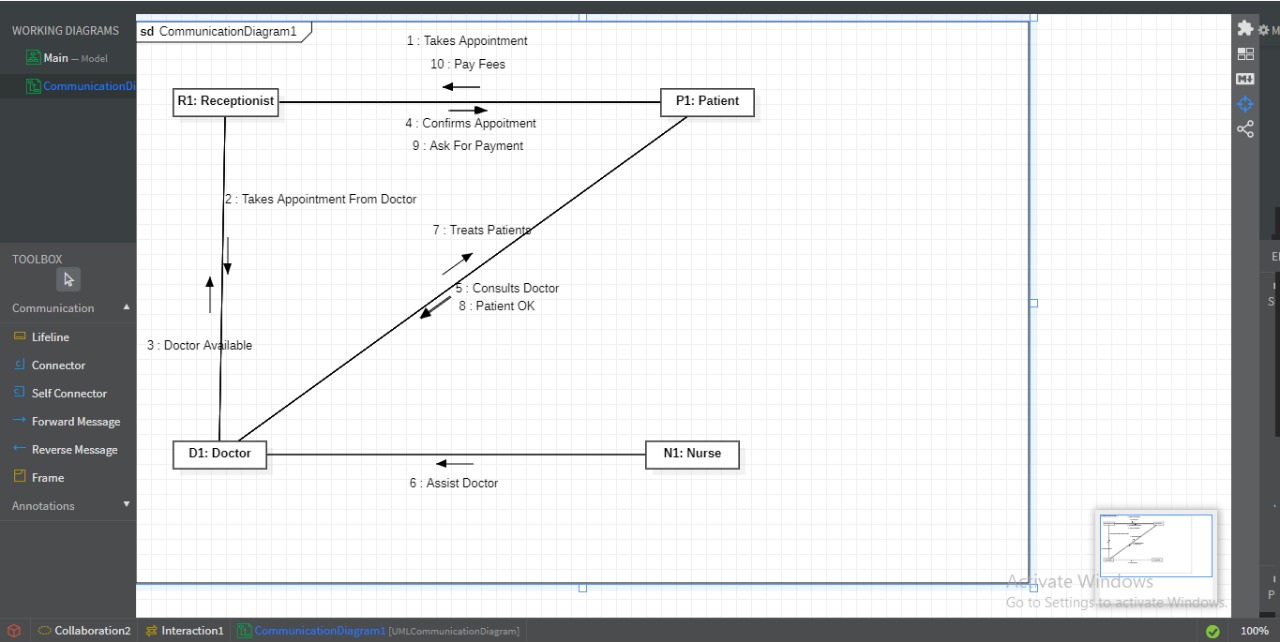 WORKING DIAGRAMS
Main — Model
CommunicationDi
TOOLBOX
Communication
Lifeline
Connector
Self Connector
Forward Message
Reverse Message
Frame
Annotations
sd CommunicationDiagram1
1 : Takes Appointment
10 : Pay Fees
R1: Receptionist
P1: Patient
4 : Confirms Appoitment
9 : Ask For Payment
2 : Takes Appointment From Doctor
7 : Treats Patients
5 : Consults Doctor
8 : Patient OK
3 : Doctor Available
D1: Doctor
N1: Nurse
6 : Assist Doctor
M
El
S
P
Activate Windows
Go to Settings to activate Windows.
Collaboration2
Interaction1
CommunicationDiagram1 [UMLCommunicationDiagram]
100%